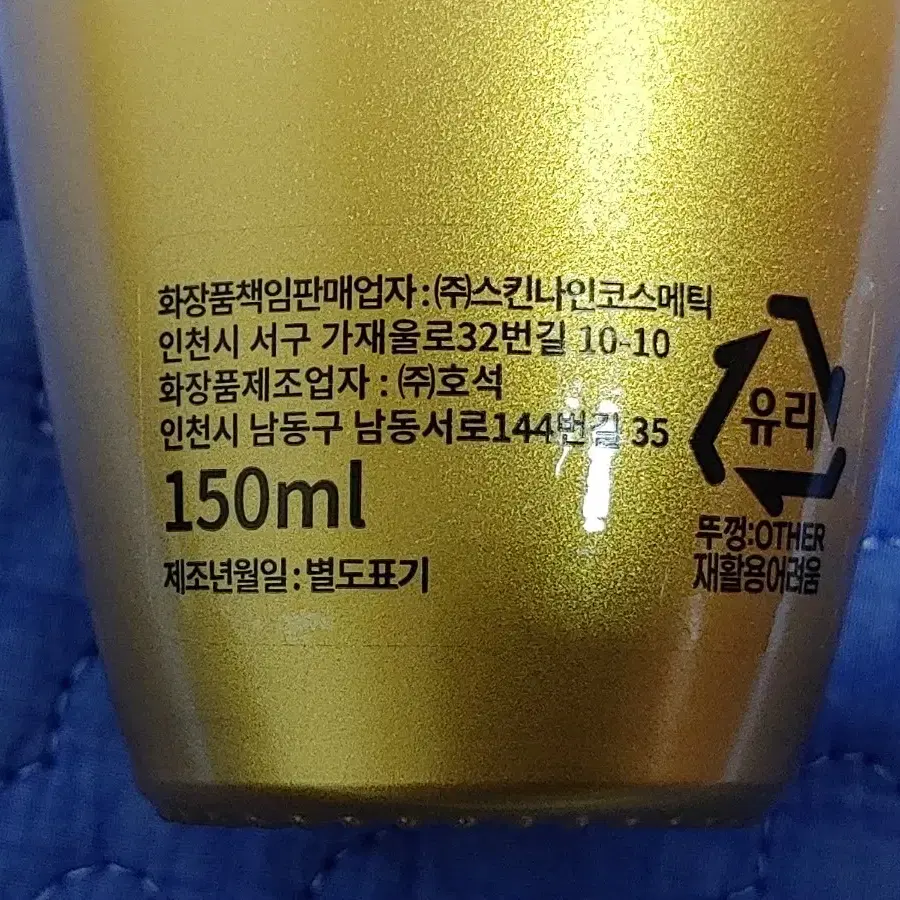 화장품책임판매업자 : ㈜스킨나인코스메틱
인천시 서구 가재울로32번길 10-10
화장품제조업자 : ㈜호석
인천시 남동구 남동서로144번길 35
150ml
제조년월일 : 별도표기
유리
뚜껑:OTHER
재활용어려움